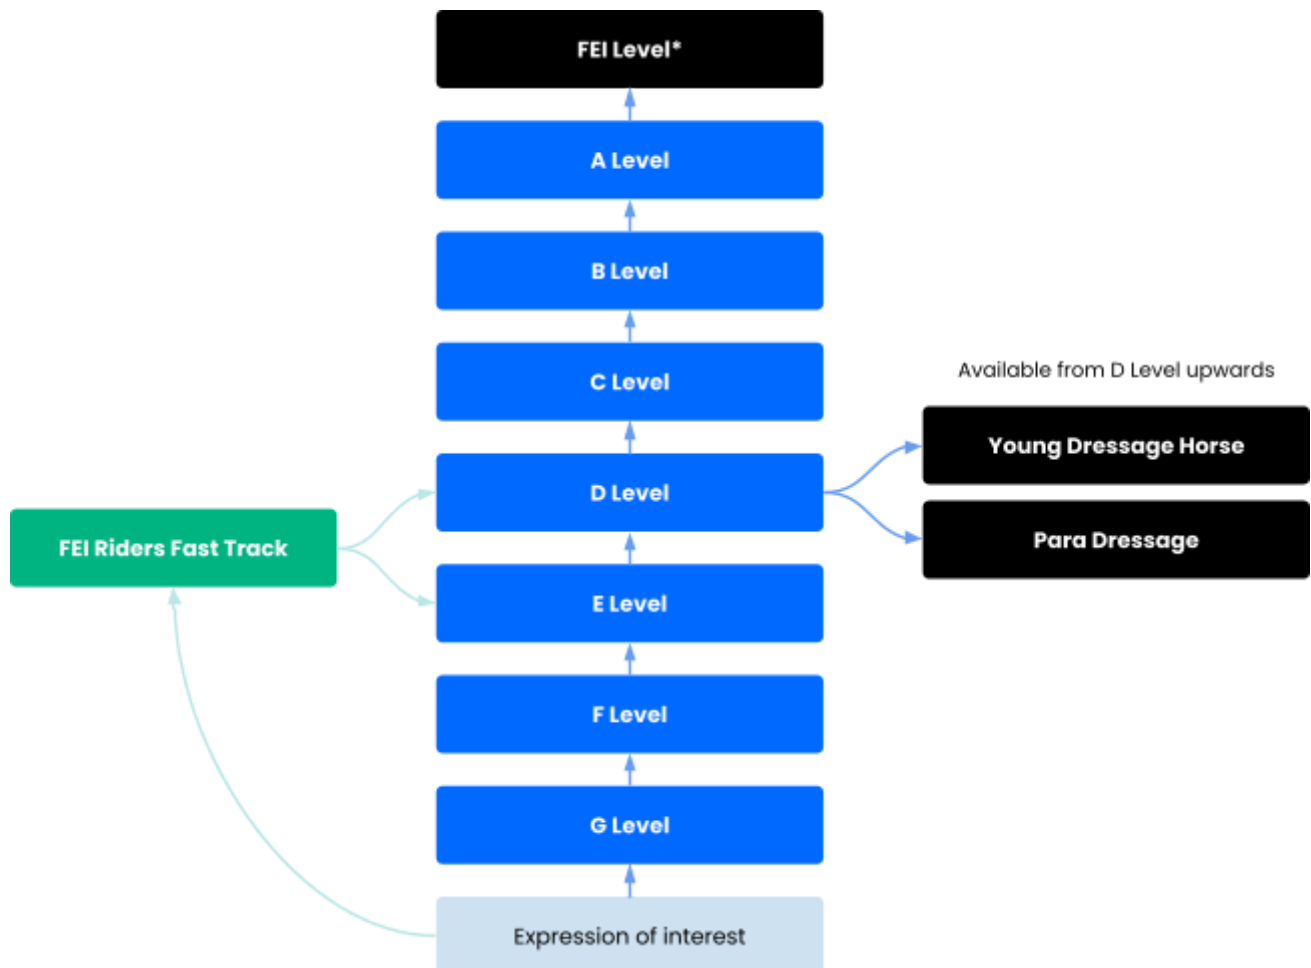 FEI Level*
A Level
B Level
C Level
Available from D Level upwards
Young Dressage Horse
D Level
Para Dressage
FEI Riders Fast Track
E Level
F Level
G Level
Expression of interest